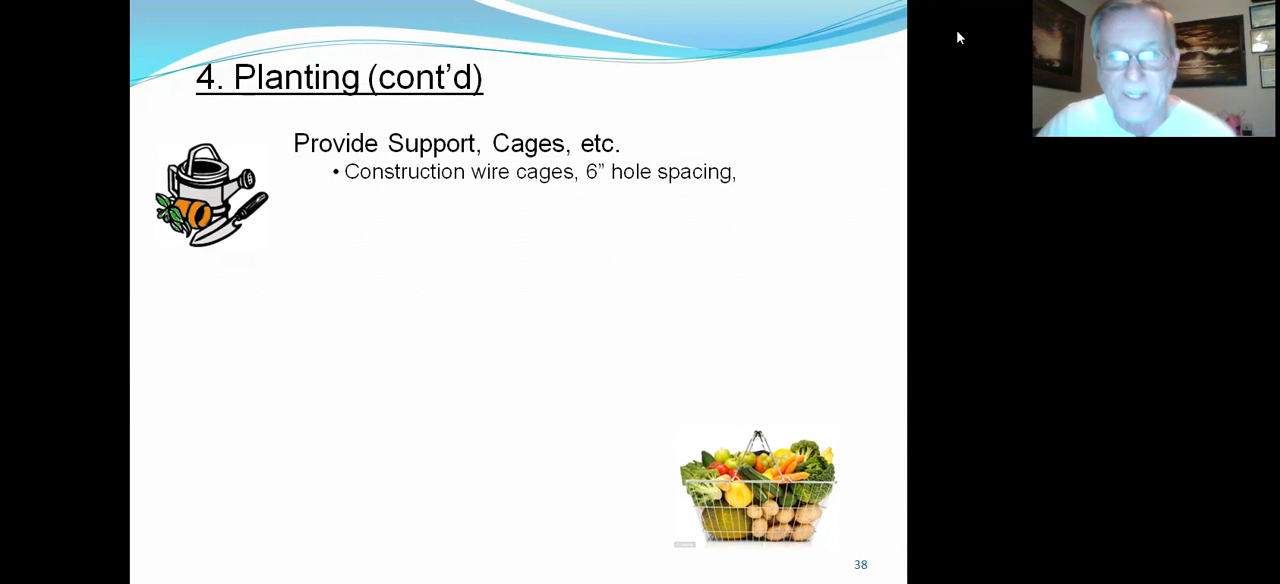 4. Planting (cont’d)
Provide Support, Cages, etc.
• Construction wire cages, 6” hole spacing,
38